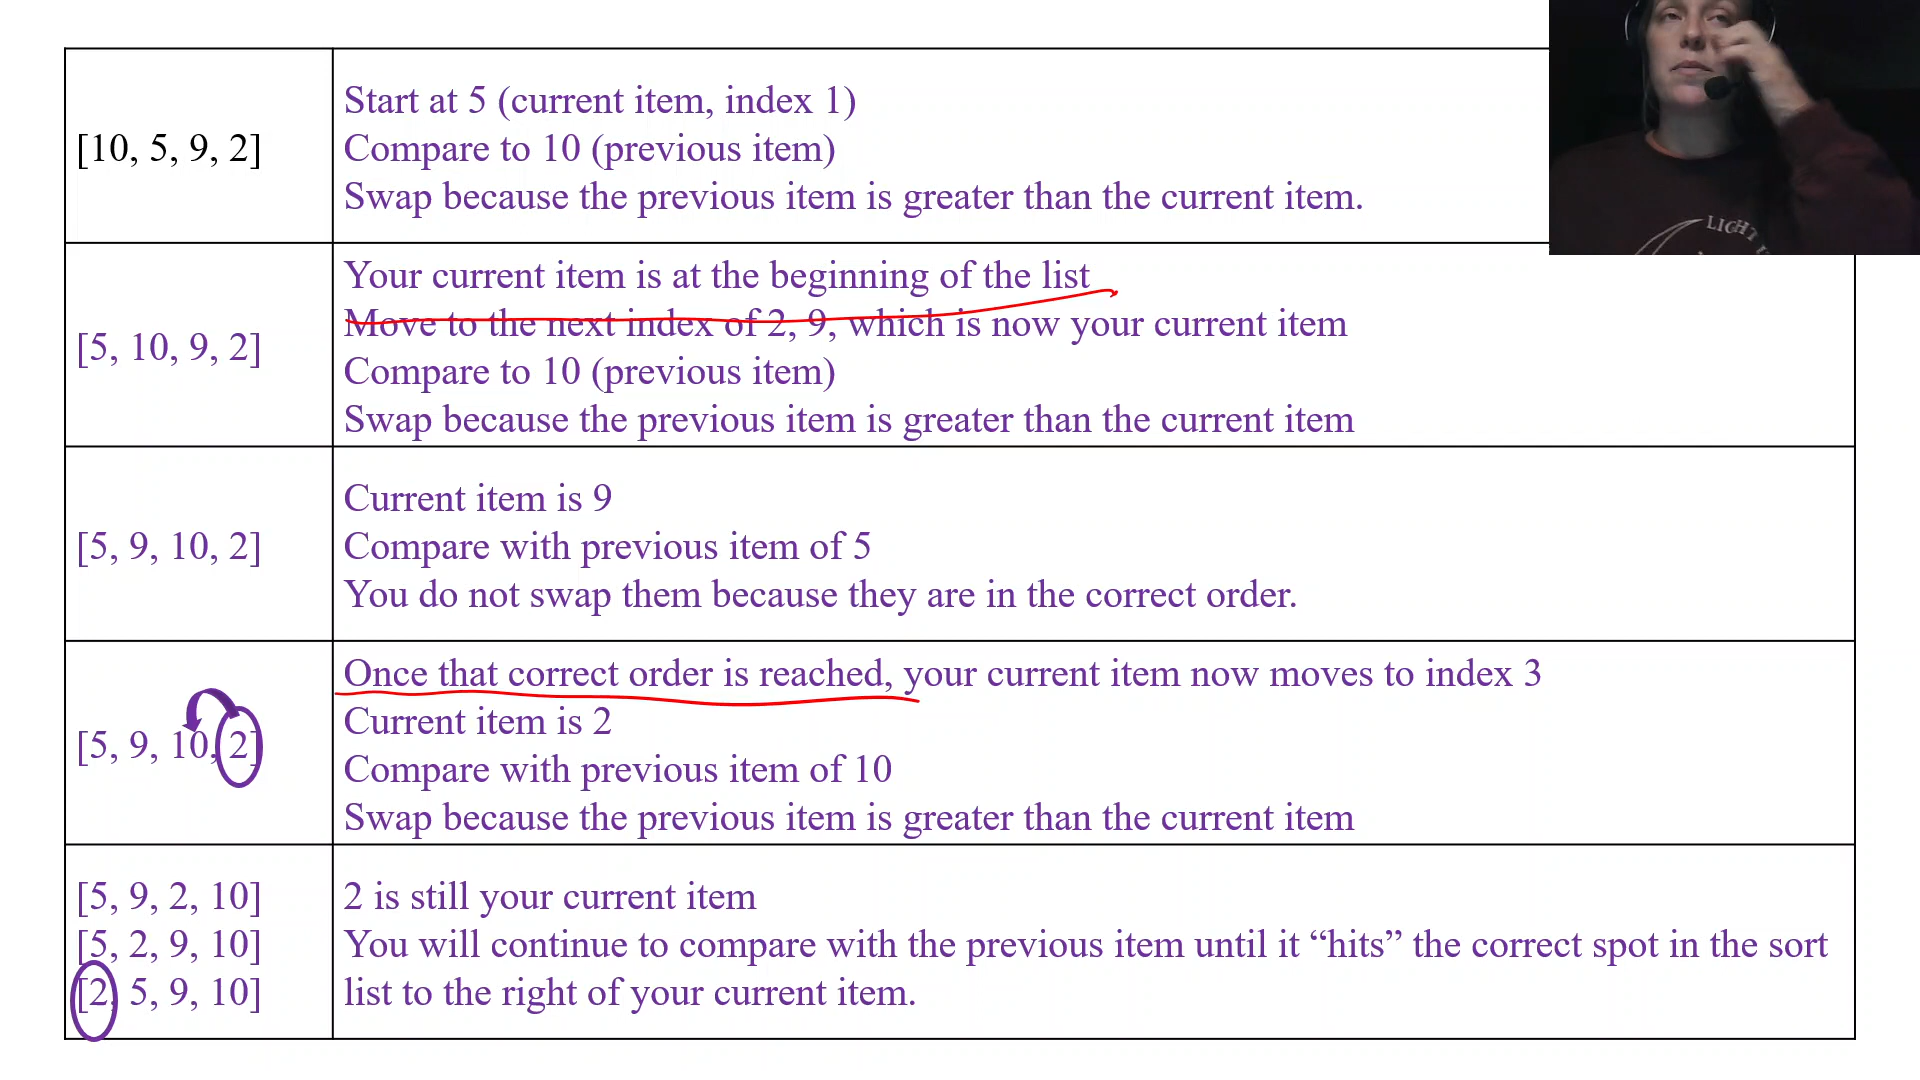 [10, 5, 9, 2]
Start at 5 (current item, index 1)
Compare to 10 (previous item)
Swap because the previous item is greater than the current item.
[5, 10, 9, 2]
Your current item is at the beginning of the list
Move to the next index of 2, 9, which is now your current item
Compare to 10 (previous item)
Swap because the previous item is greater than the current item
[5, 9, 10, 2]
Current item is 9
Compare with previous item of 5
You do not swap them because they are in the correct order.
[5, 9, 10, 2]
Once that correct order is reached, your current item now moves to index 3
Current item is 2
Compare with previous item of 10
Swap because the previous item is greater than the current item
[5, 9, 2, 10]
[5, 2, 9, 10]
[2, 5, 9, 10]
2 is still your current item
You will continue to compare with the previous item until it “hits” the correct spot in the sort
list to the right of your current item.
LIGHT